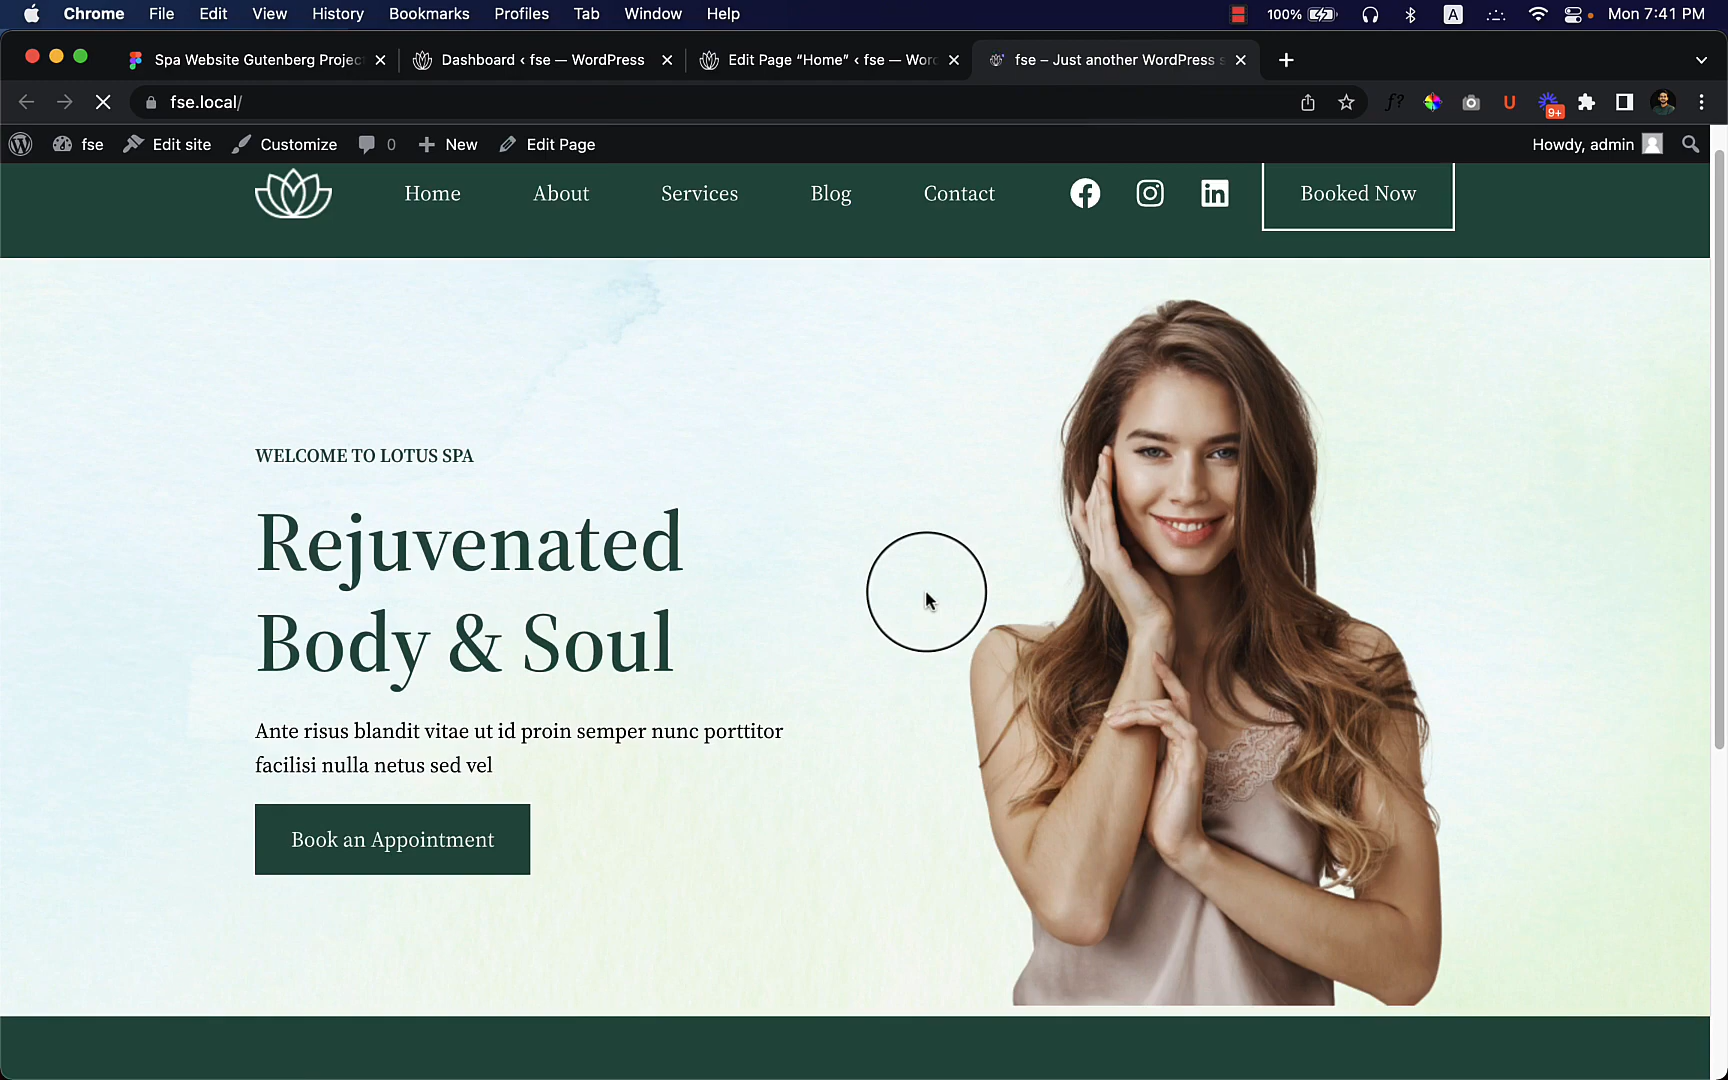 Chrome File Edit View History Bookmarks Profiles Tab Window Help 100% A Mon 7:41 PM
Spa Website Gutenberg Projec Dashboard ‹ fse — WordPress Edit Page “Home” ‹ fse — Wor fse – Just another WordPress s
fse.local/ f? U 9+
fse Edit site Customize 0 New Edit Page Howdy, admin
Home About Services Blog Contact Booked Now
WELCOME TO LOTUS SPA
Rejuvenated
Body & Soul
Ante risus blandit vitae ut id proin semper nunc porttitor
facilisi nulla netus sed vel
Book an Appointment